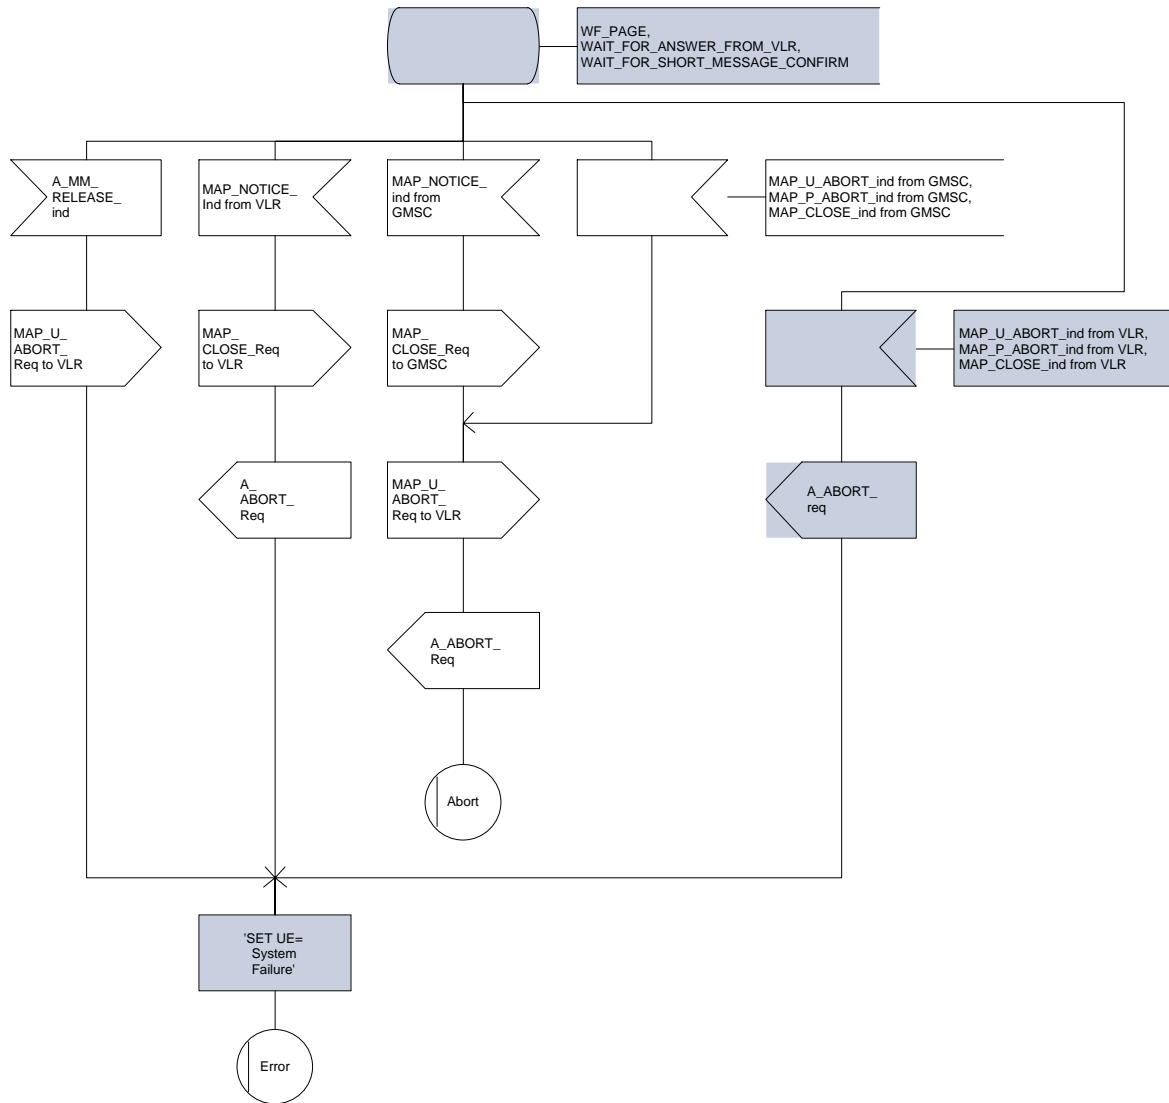 WF_PAGE,
WAIT_FOR_ANSWER_FROM_VLR,
WAIT_FOR_SHORT_MESSAGE_CONFIRM
A_MM_
RELEASE_
ind
MAP_NOTICE_
Ind from VLR
MAP_NOTICE_
ind from
GMSC
MAP_U_ABORT_ind from GMSC,
MAP_P_ABORT_ind from GMSC,
MAP_CLOSE_ind from GMSC
MAP_U_
ABORT_
Req to VLR
MAP_
CLOSE_Req
to VLR
MAP_
CLOSE_Req
to GMSC
MAP_U_ABORT_ind from VLR,
MAP_P_ABORT_ind from VLR,
MAP_CLOSE_ind from VLR
A_
ABORT_
Req
MAP_U_
ABORT_
Req to VLR
A_ABORT_
req
A_ABORT_
Req
Abort
'SET UE=
System
Failure'
Error